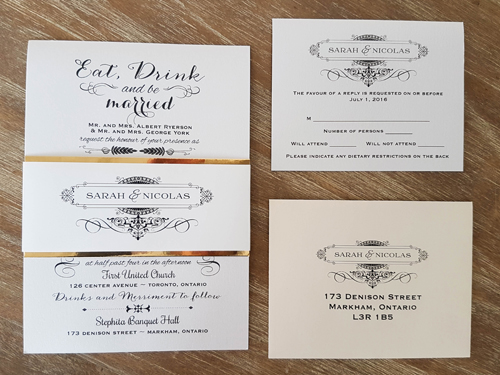 Eat, Drink
and be
married
Mr. and Mrs. Albert Ryerson
& Mr. and Mrs. George York
request the honour of your presence as
SARAH & NICOLAS
at half past four in the afternoon
First United Church
126 center avenue ~ Toronto, Ontario
Drinks and Merriment to follow
Stephita Banquet Hall
173 denison street ~ Markham, Ontario
SARAH & NICOLAS
The favour of a reply is requested on or before
July 1, 2016
M
Number of persons
Will attend Will not attend
Please indicate any dietary restrictions on the back
SARAH & NICOLAS
173 Denison Street
Markham, Ontario
L3R 1B5